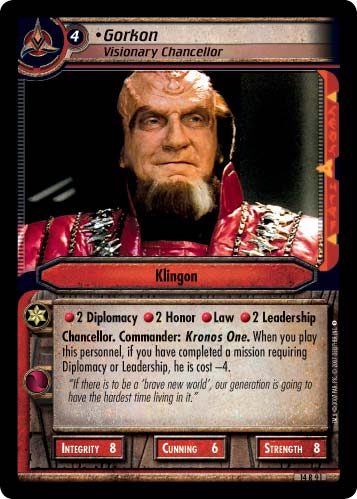 4
•Gorkon
Visionary Chancellor
Klingon
2 Diplomacy 2 Honor Law 2 Leadership
Chancellor. Commander: Kronos One. When you
play this personnel, if you have completed a mission requiring
Diplomacy or Leadership, he is cost –4.
"If there is to be a 'brave new world', our generation is going to
have the hardest time living in it."
INTEGRITY 8 CUNNING 6 STRENGTH 8
14 R 91